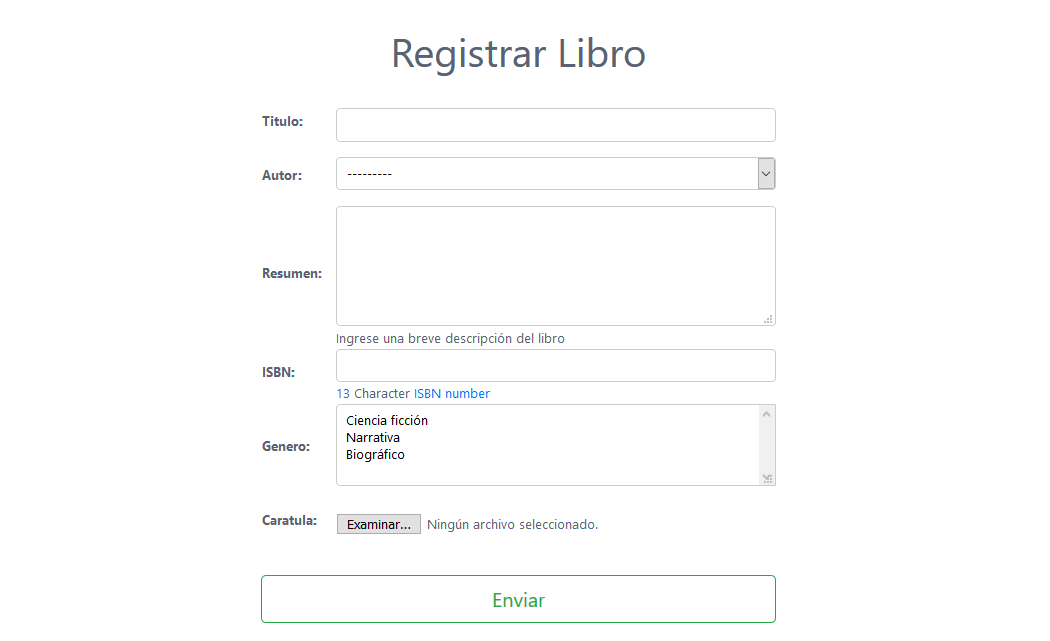 Registrar Libro
Titulo:
Autor: ---------
Resumen:
Ingrese una breve descripción del libro
ISBN:
13 Character ISBN number
Genero:
Ciencia ficción
Narrativa
Biográfico
Caratula: Examinar... Ningún archivo seleccionado.
Enviar